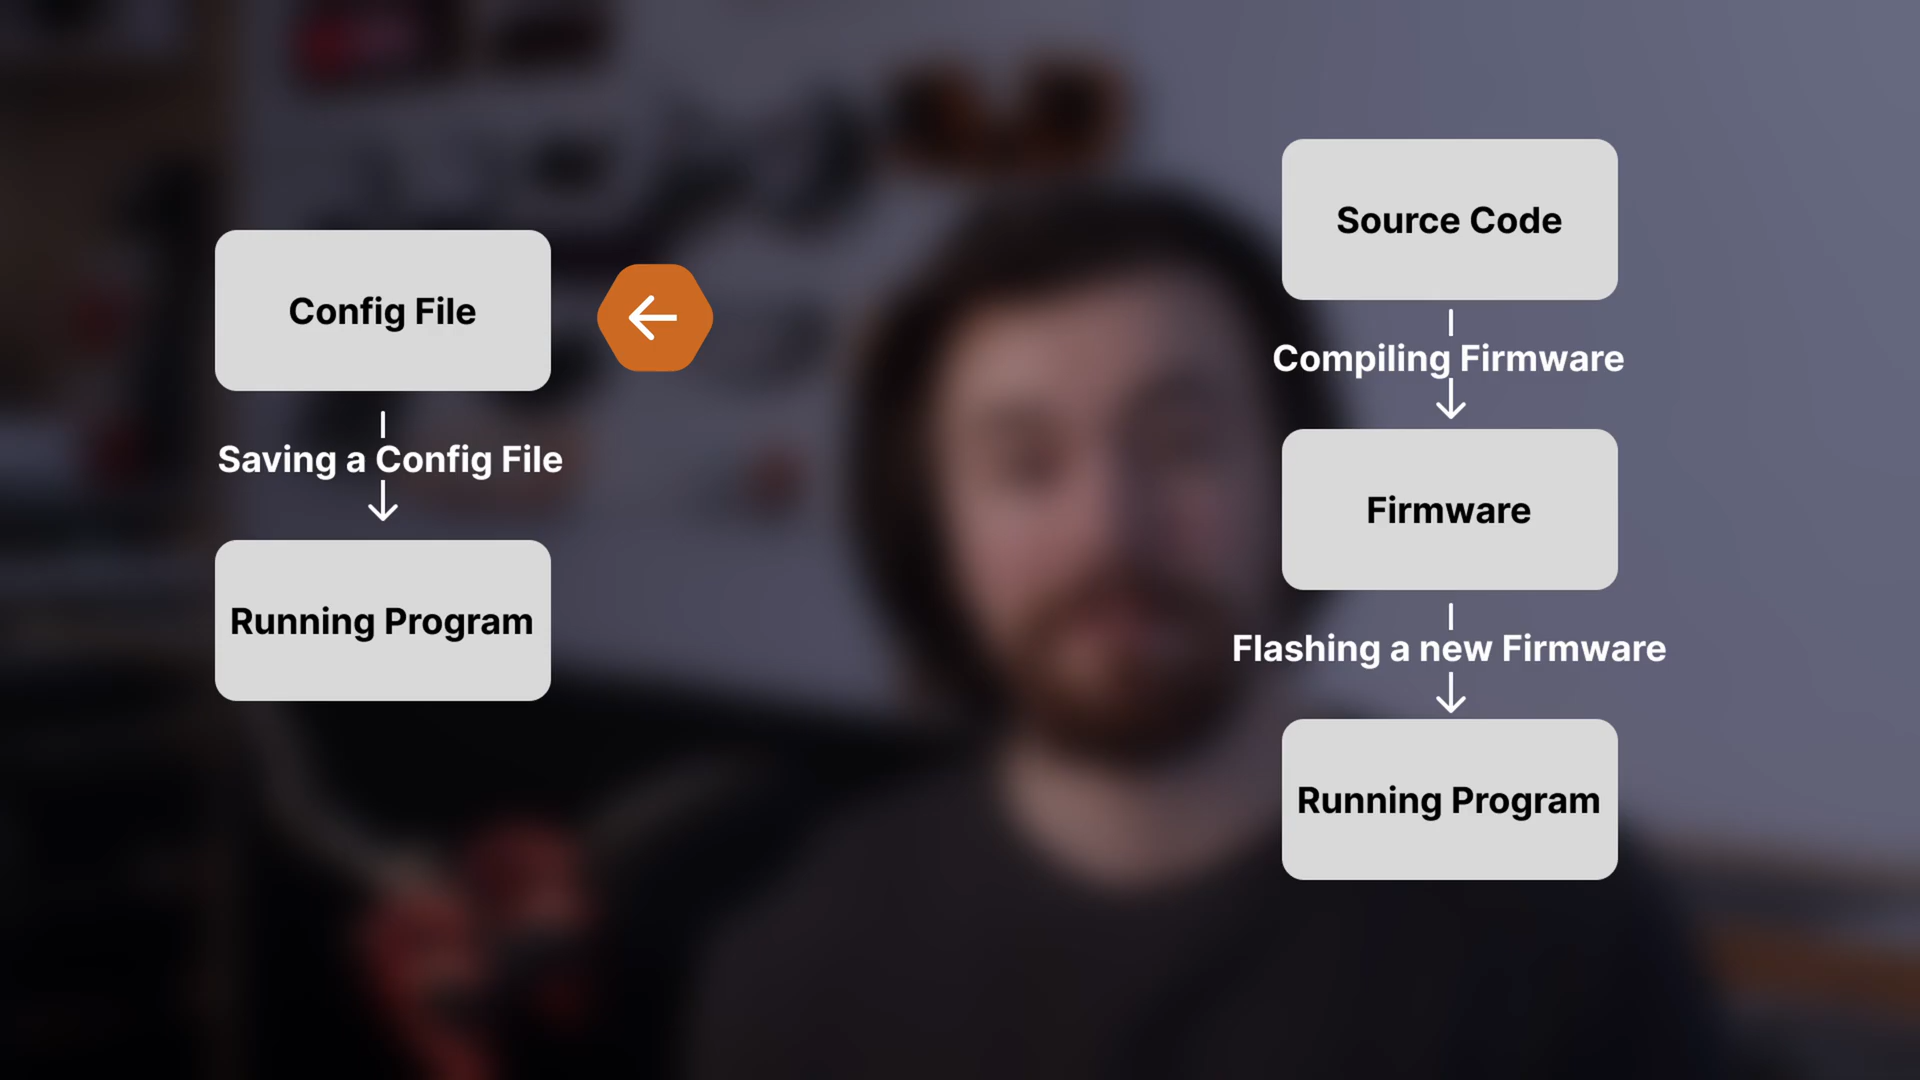 Config File
Saving a Config File
Running Program
Source Code
Compiling Firmware
Firmware
Flashing a new Firmware
Running Program